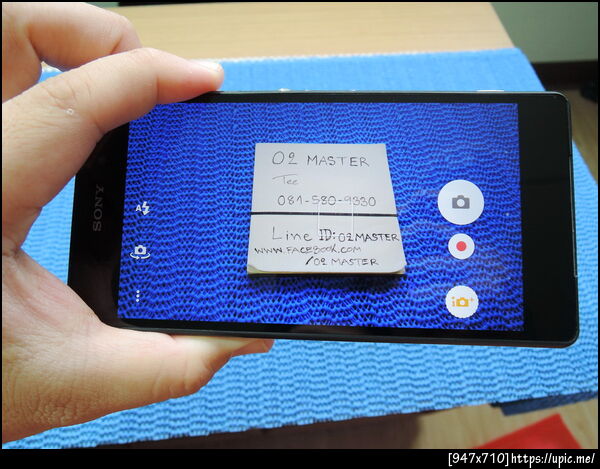 SONY
O2 MASTER
Tee
081-580-9330
Line ID: O2MASTER
WWW.FACEBOOK.COM
/O2 MASTER
A
i+
[947x710]https://upic.me/